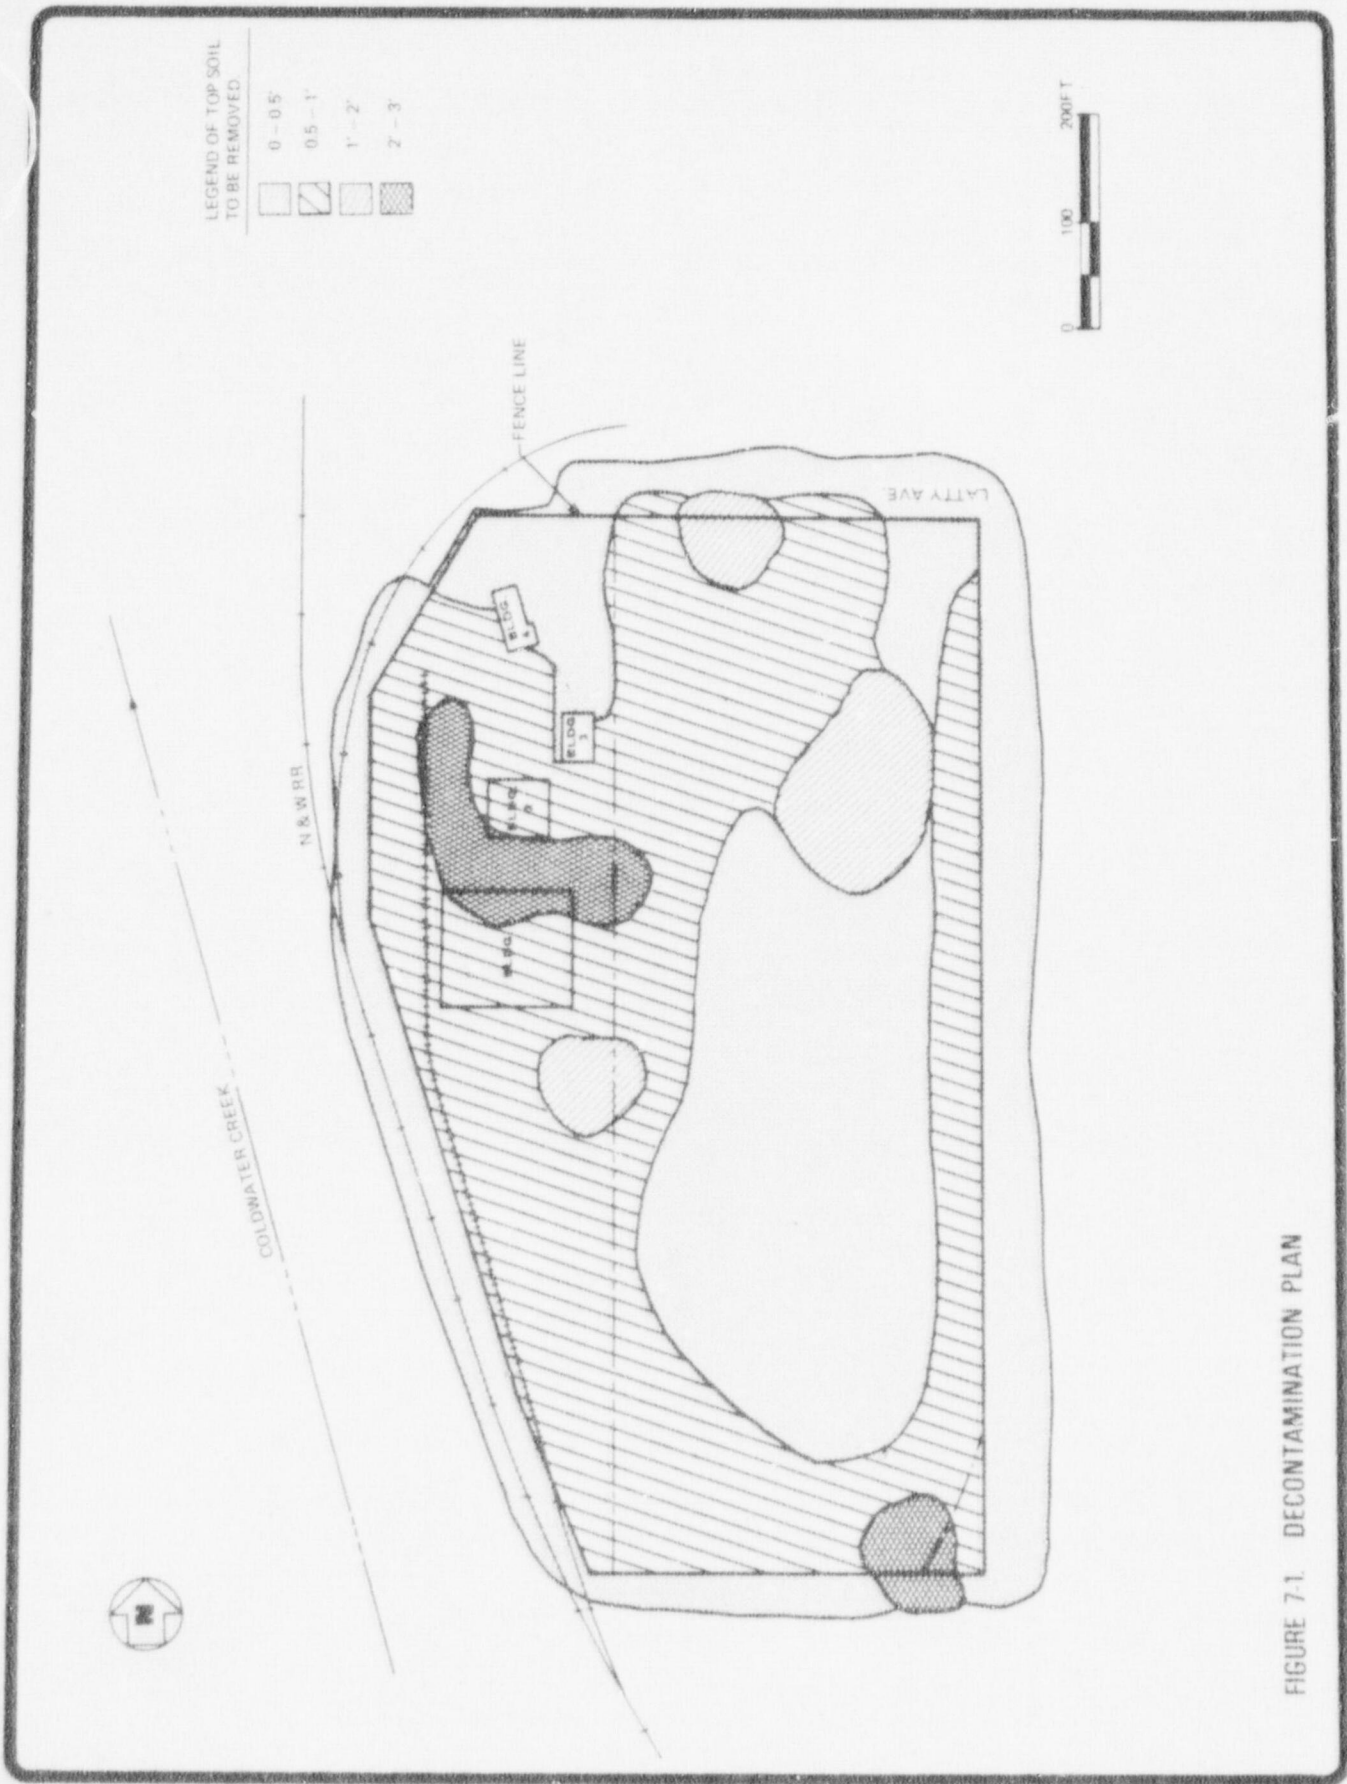 LEGEND OF TOP SOIL
TO BE REMOVED.
0 – 0.5'
0.5 – 1'
1' – 2'
2' – 3'
N
COLDWATER CREEK
N & W RR
FENCE LINE
BLDG.
4
BLDG.
3
BLDG.
BLDG.
LATTY AVE.
0
100
200FT
FIGURE 7-1. DECONTAMINATION PLAN